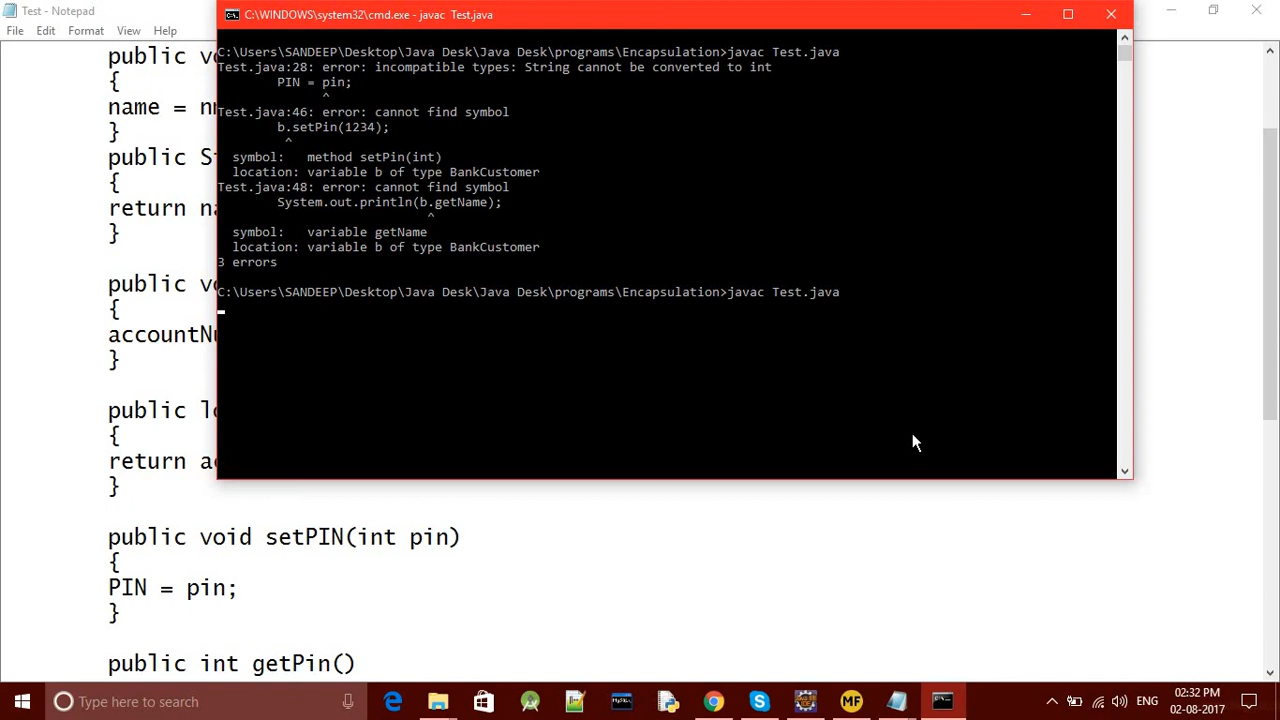 Test - Notepad
File Edit Format View Help
C:\WINDOWS\system32\cmd.exe - javac Test.java
C:\Users\SANDEEP\Desktop\Java Desk\Java Desk\programs\Encapsulation>javac Test.java
Test.java:28: error: incompatible types: String cannot be converted to int
PIN = pin;
^
Test.java:46: error: cannot find symbol
b.setPin(1234);
^
symbol: method setPin(int)
location: variable b of type BankCustomer
Test.java:48: error: cannot find symbol
System.out.println(b.getName);
^
symbol: variable getName
location: variable b of type BankCustomer
3 errors
C:\Users\SANDEEP\Desktop\Java Desk\Java Desk\programs\Encapsulation>javac Test.java
public
{
name =
}
public
{
return
}
public
{
}
public
{
return
}
public void setPIN(int pin)
{
PIN = pin;
}
public int getPin()
Type here to search
MF
ENG
02:32 PM
02-08-2017